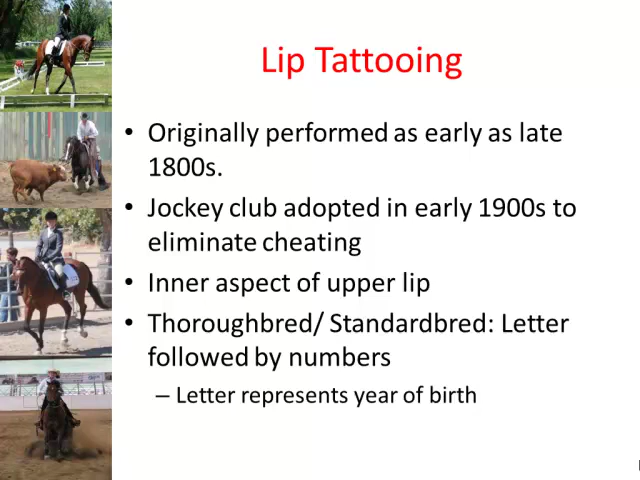 Lip Tattooing
• Originally performed as early as late
1800s.
• Jockey club adopted in early 1900s to
eliminate cheating
• Inner aspect of upper lip
• Thoroughbred/ Standardbred: Letter
followed by numbers
– Letter represents year of birth